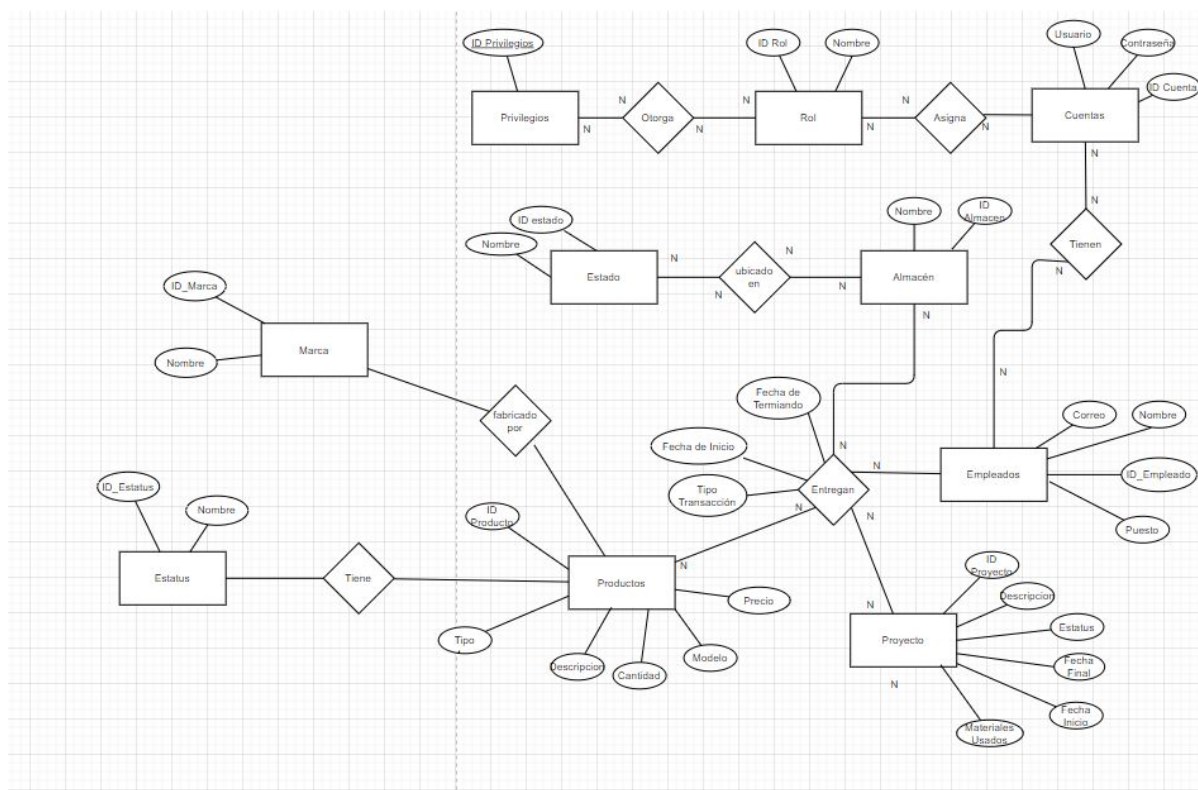 ID Privilegios
ID Rol
Nombre
Usuario
Contraseña
ID Cuenta
Privilegios
N
N
Otorga
N
N
Rol
N
N
Asigna
N
Cuentas
N
N
Tienen
N
N
ID estado
Nombre
Estado
N
N
ubicado
en
N
N
Nombre
ID
Almacen
Almacén
N
ID_Marca
Nombre
Marca
fabricado
por
Fecha de
Termiando
Fecha de Inicio
Tipo
Transacción
N
N
Entregan
N
N
Correo
Nombre
Empleados
ID_Empleado
Puesto
ID_Estatus
Nombre
Estatus
Tiene
ID
Producto
N
Productos
Tipo
Descripcion
Cantidad
Modelo
Precio
N
Proyecto
N
ID
Proyecto
Descripcion
Estatus
Fecha
Final
Fecha
Inicio
Materiales
Usados